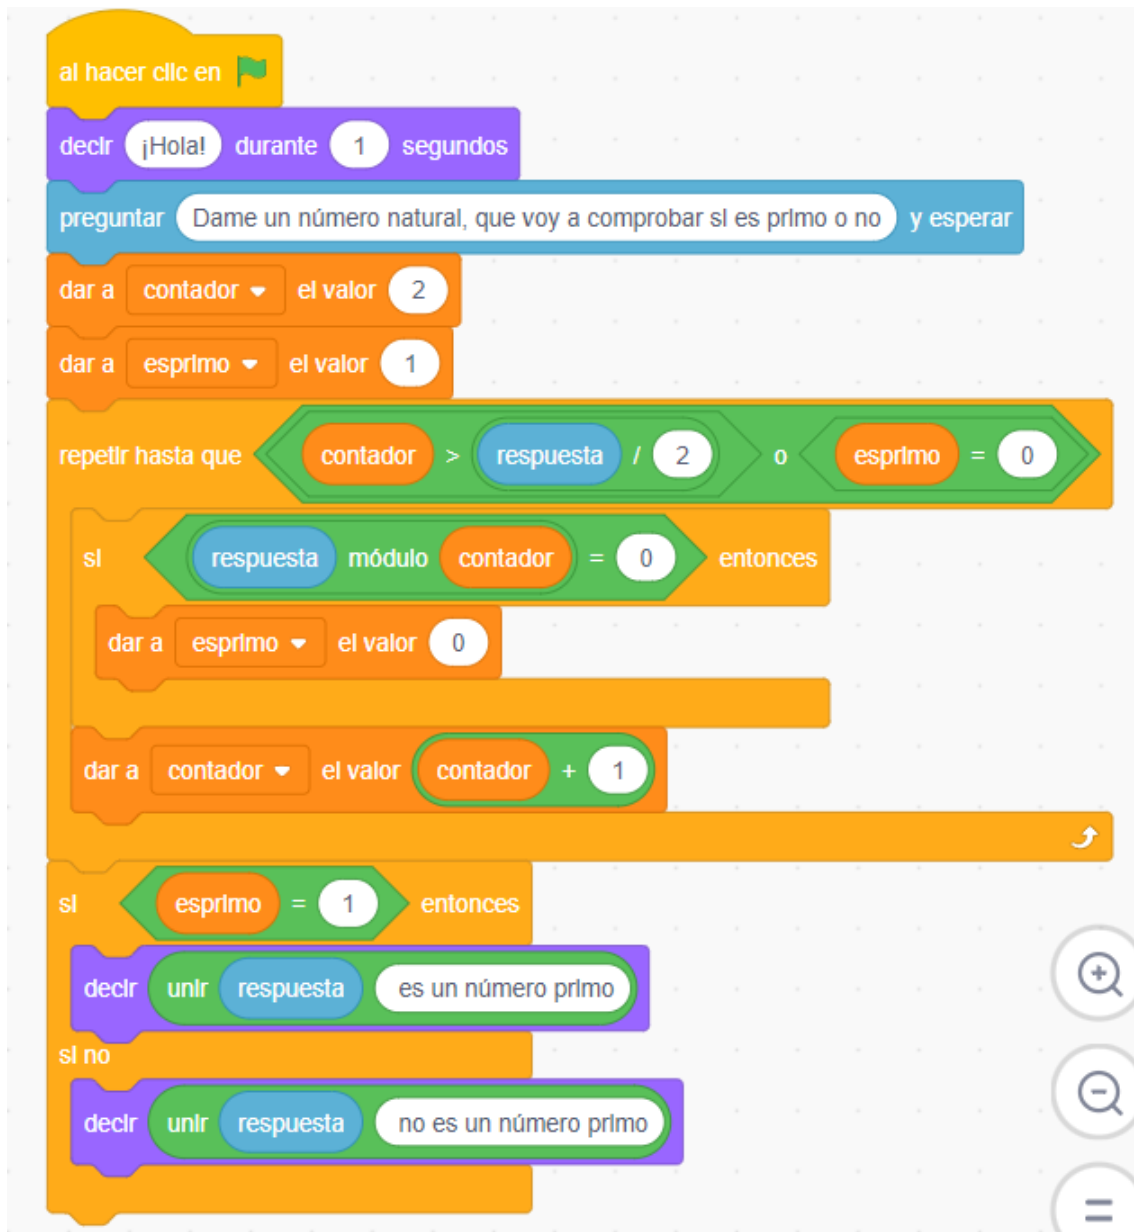 al hacer clic en
decir ¡Hola! durante 1 segundos
preguntar Dame un número natural, que voy a comprobar si es primo o no y esperar
dar a contador el valor 2
dar a esprimo el valor 1
repetir hasta que contador > respuesta / 2 o esprimo = 0
si respuesta módulo contador = 0 entonces
dar a esprimo el valor 0
dar a contador el valor contador + 1
si esprimo = 1 entonces
decir unir respuesta es un número primo
si no
decir unir respuesta no es un número primo